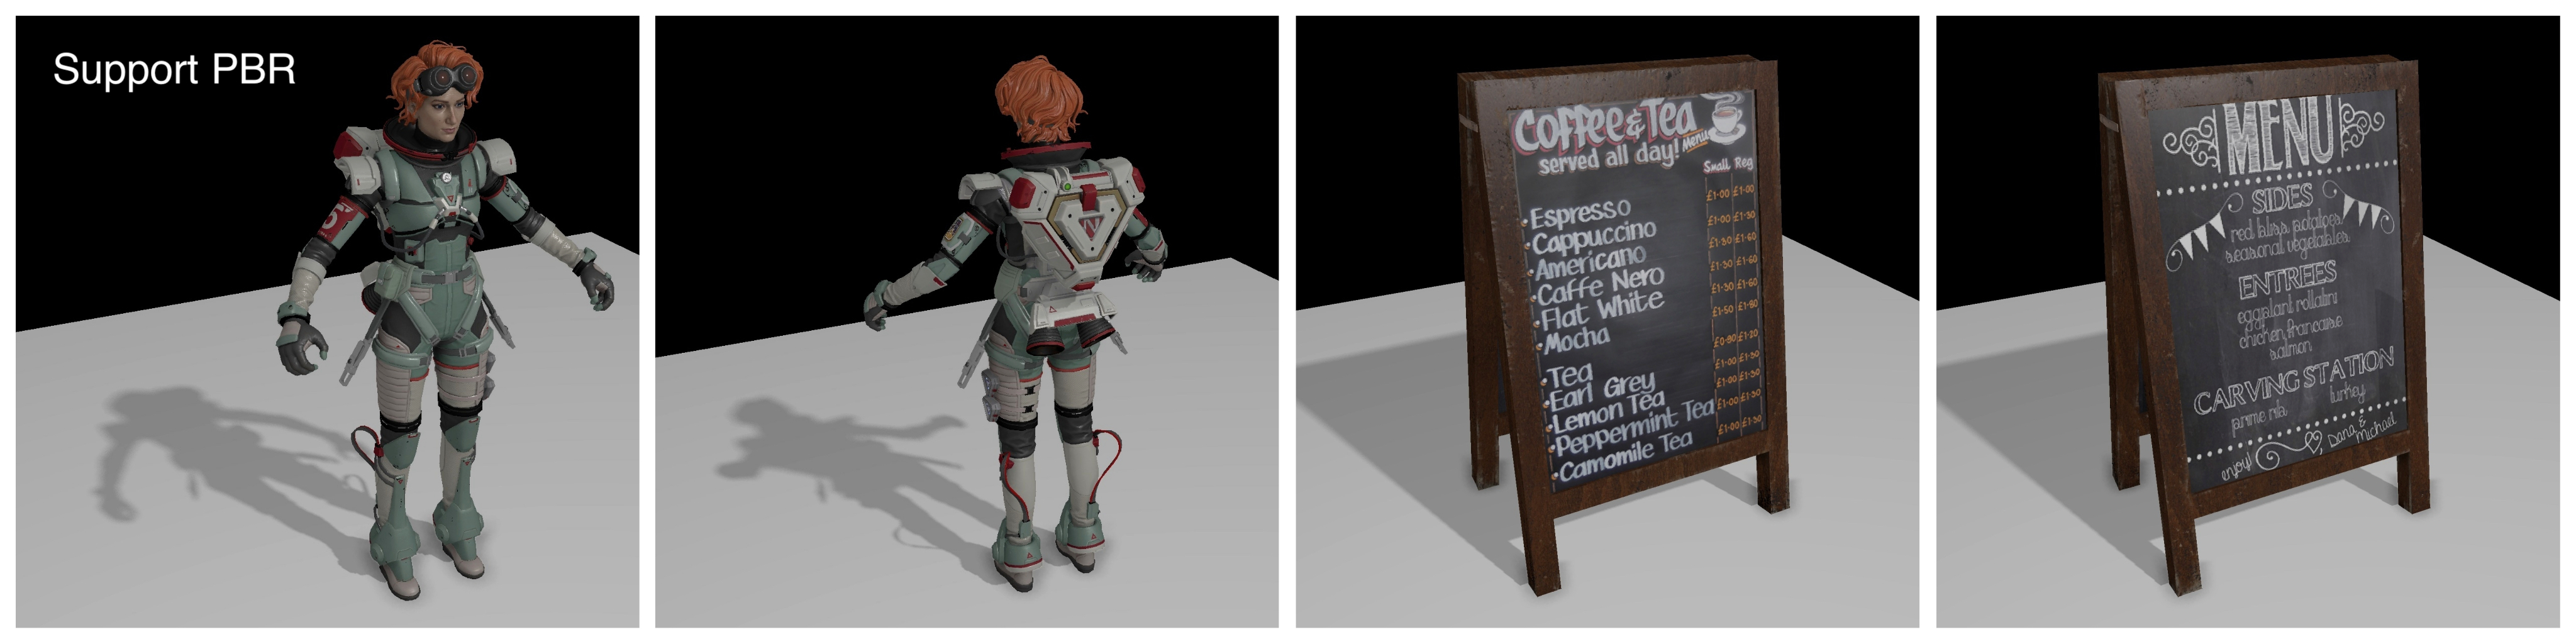 Support PBR
5
N
Coffee & Tea
Menu
served all day!
Small Reg
£1·00 £1·00
Espresso
£1·00 £1·30
Cappuccino
£1·30 £1·60
Americano
£1·30 £1·60
Caffe Nero
£1·30 £1·60
Flat White
£1·50 £1·80
Mocha
£0·90 £1·20
Tea
£1·00 £1·30
Earl Grey
£1·00 £1·30
Lemon Tea
£1·00 £1·30
Peppermint Tea
£1·00 £1·30
Camomile Tea
MENU
SIDES
red bliss potatoes
seasonal vegetables
ENTREES
eggplant rollatini
chicken francaise
salmon
CARVING STATION
prime rib turkey
enjoy! Dana &
Michael